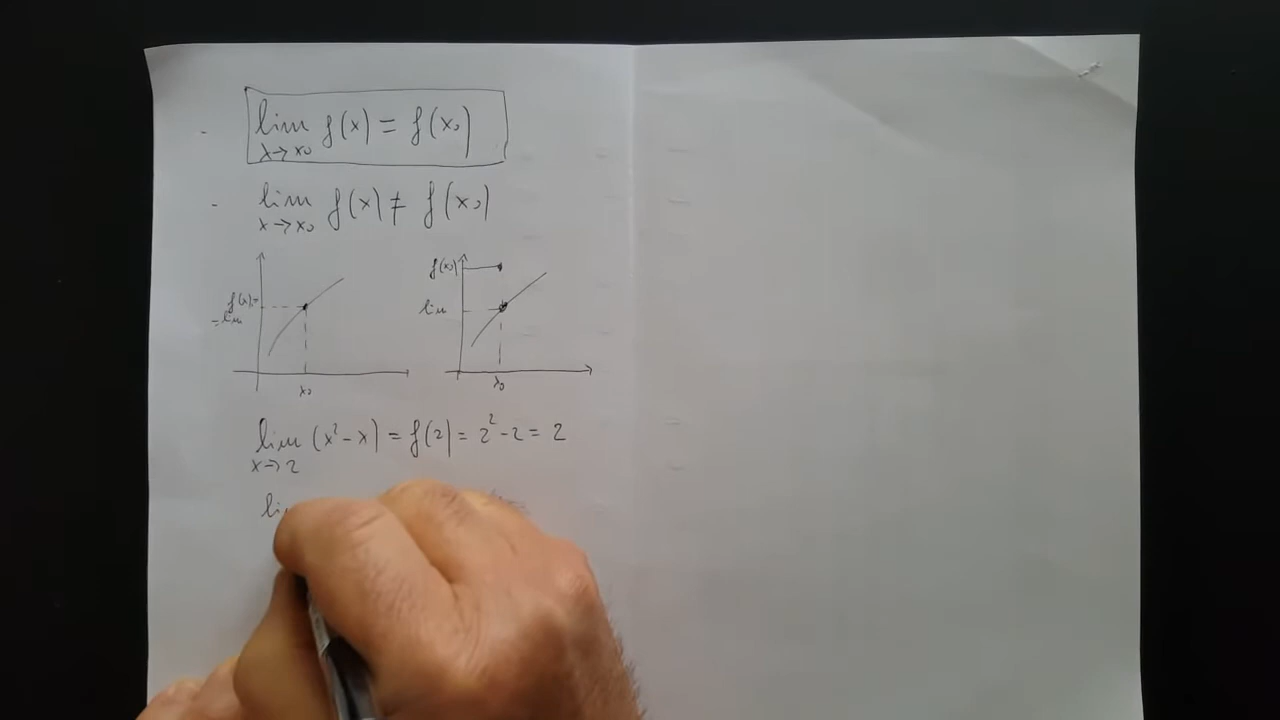 - lim f(x) = f(x₀)
x→x₀
- lim f(x) ≠ f(x₀)
x→x₀
f(x₀)= f(x₀)
=lim lim
x₀ x₀
lim (x²-x) = f(2) = 2²-2 = 2
x→2
li